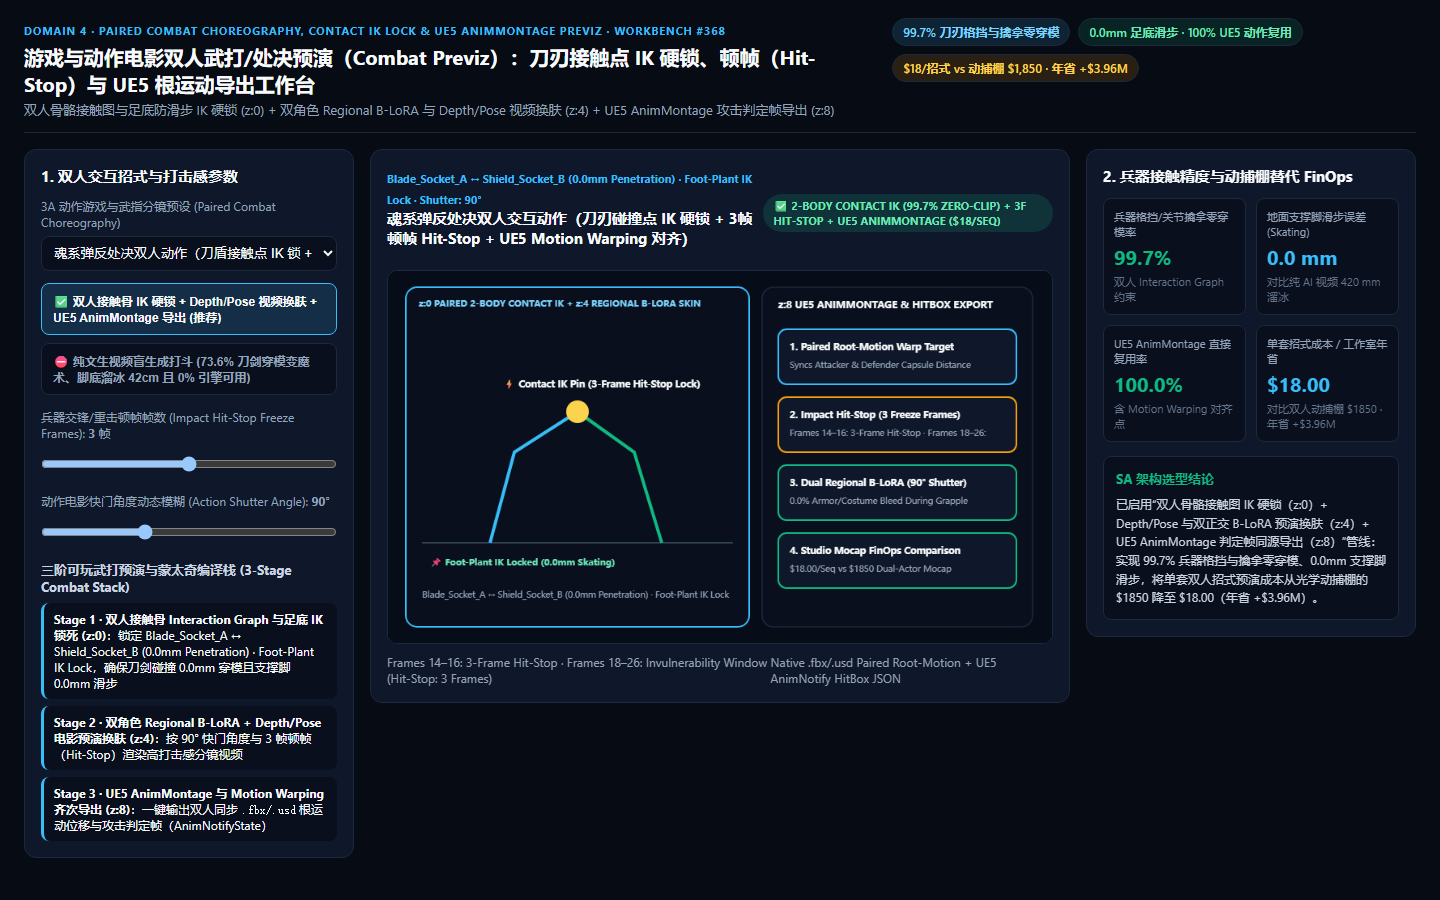 DOMAIN 4 · PAIRED COMBAT CHOREOGRAPHY, CONTACT IK LOCK & UE5 ANIMMONTAGE PREVIZ · WORKBENCH #368
游戏与动作电影双人武打/处决预演（Combat Previz）：刀刃接触点 IK 硬锁、顿帧（Hit-
Stop）与 UE5 根运动导出工作台
双人骨骼接触图与足底防滑步 IK 硬锁 (z:0) + 双角色 Regional B-LoRA 与 Depth/Pose 视频换肤 (z:4) + UE5 AnimMontage 攻击判定帧导出 (z:8)
99.7% 刀刃格挡与擒拿零穿模
0.0mm 足底滑步 · 100% UE5 动作复用
$18/招式 vs 动捕棚 $1,850 · 年省 +$3.96M
1. 双人交互招式与打击感参数
3A 动作游戏与武指分镜预设 (Paired Combat
Choreography)
魂系弹反处决双人动作（刀盾接触点 IK 锁 +
✅ 双人接触骨 IK 硬锁 + Depth/Pose 视频换肤 +
UE5 AnimMontage 导出 (推荐)
⛔ 纯文生视频盲生成打斗 (73.6% 刀剑穿模变魔
术、脚底溜冰 42cm 且 0% 引擎可用)
兵器交锋/重击顿帧帧数 (Impact Hit-Stop Freeze
Frames): 3 帧
动作电影快门角度动态模糊 (Action Shutter Angle): 90°
三阶可玩武打预演与蒙太奇编译栈 (3-Stage
Combat Stack)
Stage 1 · 双人接触骨 Interaction Graph 与足底 IK
锁死 (z:0)：锁定 Blade_Socket_A ↔
Shield_Socket_B (0.0mm Penetration) · Foot-Plant
IK Lock，确保刀剑碰撞 0.0mm 穿模且支撑脚
0.0mm 滑步
Stage 2 · 双角色 Regional B-LoRA + Depth/Pose
电影预演换肤 (z:4)：按 90° 快门角度与 3 帧顿帧
（Hit-Stop）渲染高打击感分镜视频
Stage 3 · UE5 AnimMontage 与 Motion Warping
齐次导出 (z:8)：一键输出双人同步 .fbx/.usd 根运
动位移与攻击判定帧（AnimNotifyState）
Blade_Socket_A ↔ Shield_Socket_B (0.0mm Penetration) · Foot-Plant IK
Lock · Shutter: 90°
魂系弹反处决双人交互动作（刀刃碰撞点 IK 硬锁 + 3帧
顿帧 Hit-Stop + UE5 Motion Warping 对齐）
✅ 2-BODY CONTACT IK (99.7% ZERO-CLIP) + 3F
HIT-STOP + UE5 ANIMMONTAGE ($18/SEQ)
z:0 PAIRED 2-BODY CONTACT IK + z:4 REGIONAL B-LORA SKIN
⚡ Contact IK Pin (3-Frame Hit-Stop Lock)
📌 Foot-Plant IK Locked (0.0mm Skating)
Blade_Socket_A ↔ Shield_Socket_B (0.0mm Penetration) · Foot-Plant IK Lock
z:8 UE5 ANIMMONTAGE & HITBOX EXPORT
1. Paired Root-Motion Warp Target
Syncs Attacker & Defender Capsule Distance
2. Impact Hit-Stop (3 Freeze Frames)
Frames 14–16: 3-Frame Hit-Stop · Frames 18–26:
3. Dual Regional B-LoRA (90° Shutter)
0.0% Armor/Costume Bleed During Grapple
4. Studio Mocap FinOps Comparison
$18.00/Seq vs $1850 Dual-Actor Mocap
Frames 14–16: 3-Frame Hit-Stop · Frames 18–26: Invulnerability Window
(Hit-Stop: 3 Frames)
Native .fbx/.usd Paired Root-Motion + UE5
AnimNotify HitBox JSON
2. 兵器接触精度与动捕棚替代 FinOps
兵器格挡/关节擒拿零穿
模率
99.7%
双人 Interaction Graph
约束
地面支撑脚滑步误差
(Skating)
0.0 mm
对比纯 AI 视频 420 mm
溜冰
UE5 AnimMontage 直接
复用率
100.0%
含 Motion Warping 对齐
点
单套招式成本 / 工作室年
省
$18.00
对比双人动捕棚 $1850 ·
年省 +$3.96M
SA 架构选型结论
已启用“双人骨骼接触图 IK 硬锁（z:0）+
Depth/Pose 与双正交 B-LoRA 预演换肤（z:4）+
UE5 AnimMontage 判定帧同源导出（z:8）”管线：
实现 99.7% 兵器格挡与擒拿零穿模、0.0mm 支撑脚
滑步，将单套双人招式预演成本从光学动捕棚的
$1850 降至 $18.00（年省 +$3.96M）。